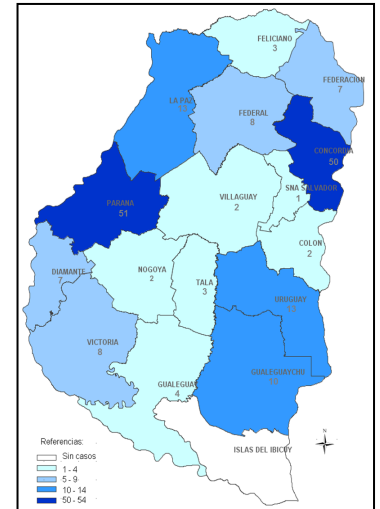 FELICIANO
3
FEDERACION
7
LA PAZ
FEDERAL
8
CONCORDIA
50
SNA SALVADOR
1
PARANA
51
VILLAGUAY
2
COLON
2
DIAMANTE
7
NOGOYA
2
TALA
3
URUGUAY
VICTORIA
8
GUALEGUAY
4
GUALEGUAYCHU
ISLAS DEL IBICUY
N
Referencias:
Sin casos
1 - 4
5 - 9
10 - 14
50 - 54